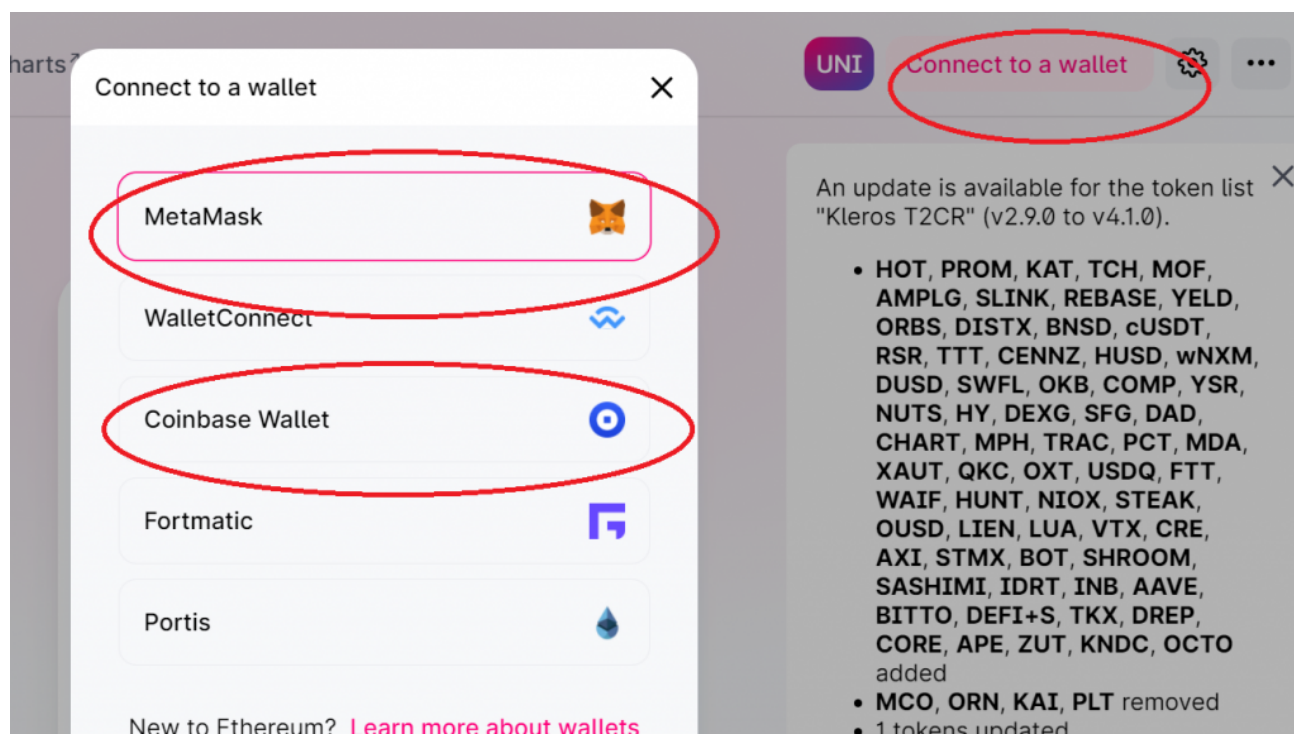 harts
Connect to a wallet
MetaMask
WalletConnect
Coinbase Wallet
Fortmatic
Portis
New to Ethereum? Learn more about wallets
UNI
Connect to a wallet
An update is available for the token list
"Kleros T2CR" (v2.9.0 to v4.1.0).
• HOT, PROM, KAT, TCH, MOF,
AMPLG, SLINK, REBASE, YELD,
ORBS, DISTX, BNSD, cUSDT,
RSR, TTT, CENNZ, HUSD, wNXM,
DUSD, SWFL, OKB, COMP, YSR,
NUTS, HY, DEXG, SFG, DAD,
CHART, MPH, TRAC, PCT, MDA,
XAUT, QKC, OXT, USDQ, FTT,
WAIF, HUNT, NIOX, STEAK,
OUSD, LIEN, LUA, VTX, CRE,
AXI, STMX, BOT, SHROOM,
SASHIMI, IDRT, INB, AAVE,
BITTO, DEFI+S, TKX, DREP,
CORE, APE, ZUT, KNDC, OCTO
added
• MCO, ORN, KAI, PLT removed
• 1 tokens updated